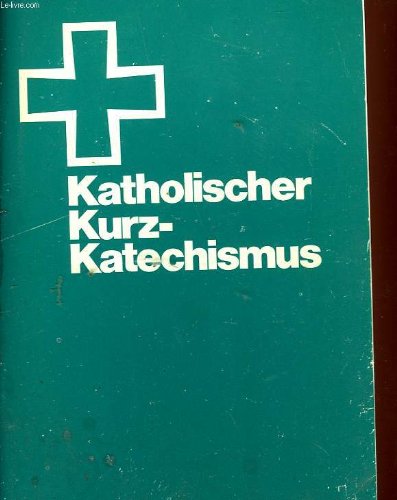 Le-livre.com
Katholischer
Kurz-
Katechismus